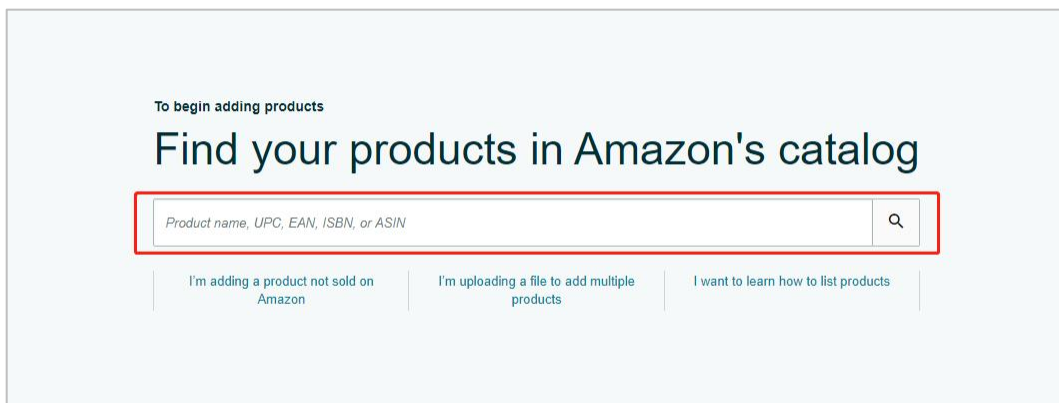 To begin adding products
Find your products in Amazon's catalog
Product name, UPC, EAN, ISBN, or ASIN
I'm adding a product not sold on
Amazon
I'm uploading a file to add multiple
products
I want to learn how to list products